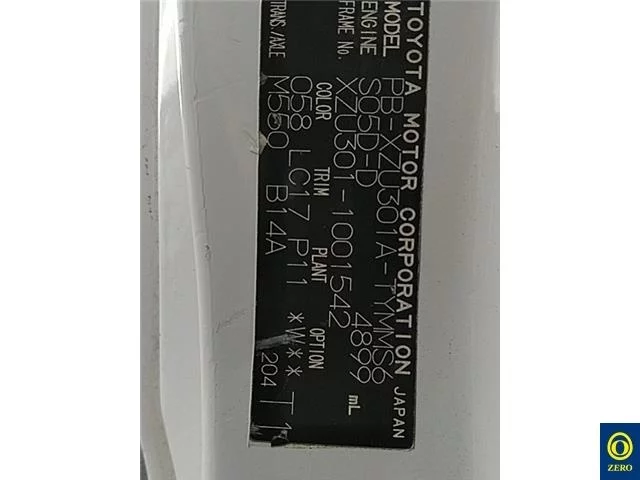 TOYOTA MOTOR CORPORATION JAPAN
MODEL PB-XZU301A-TYMMS6
ENGINE S05D-D 4899 mL
FRAME No. XZU301-1001542
COLOR TRIM PLANT OPTION
058 LC17 P11 *W**
TRANS./AXLE M550 B14A 204 T1
ZERO